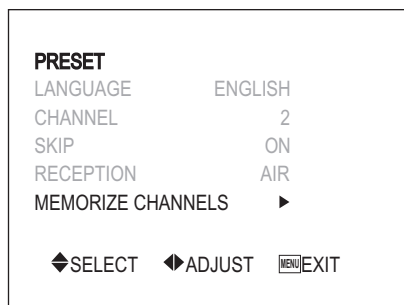 PRESET
LANGUAGE ENGLISH
CHANNEL 2
SKIP ON
RECEPTION AIR
MEMORIZE CHANNELS
SELECT ADJUST MENU EXIT